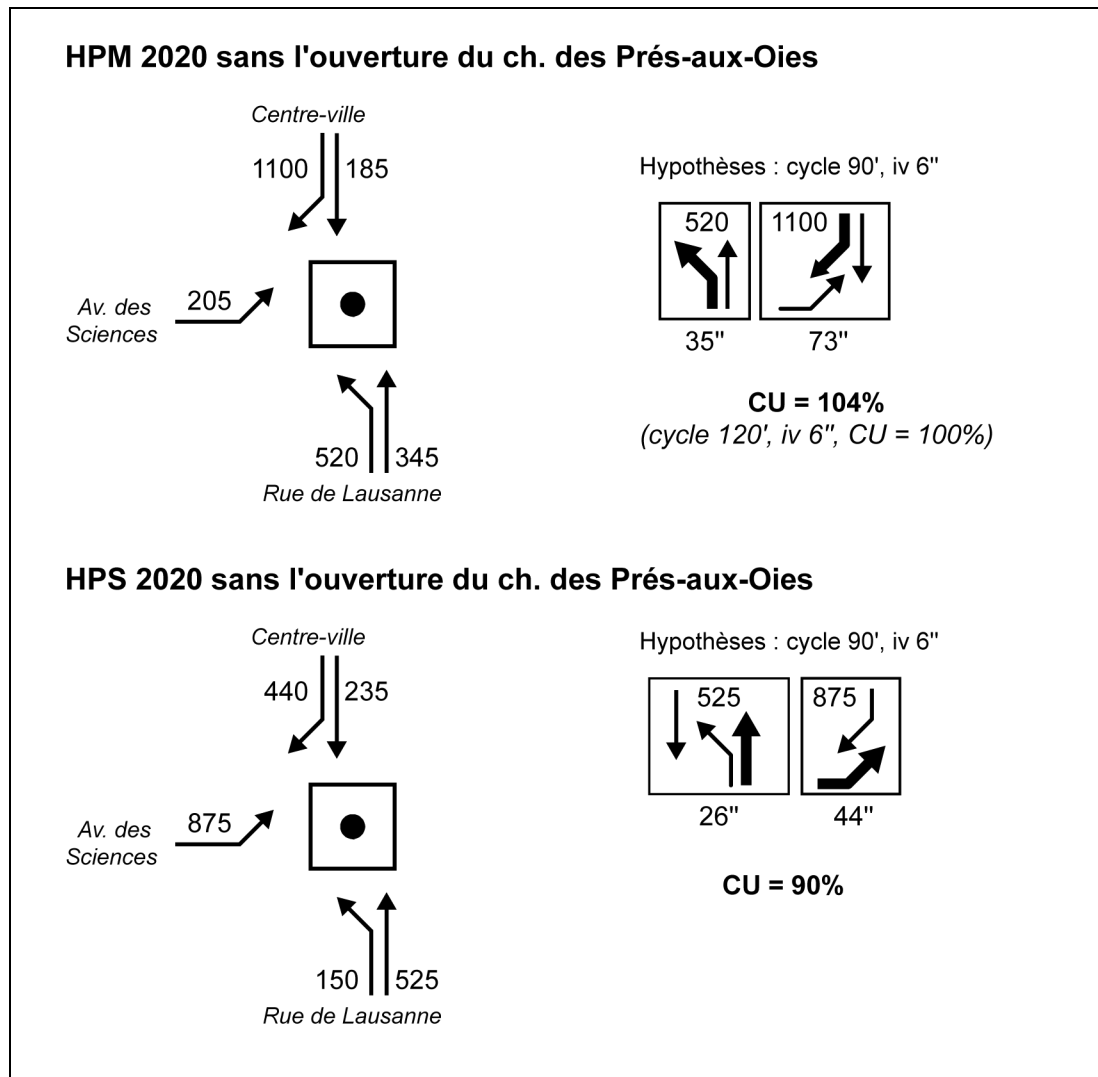 HPM 2020 sans l'ouverture du ch. des Prés-aux-Oies
Centre-ville
1100 185
Av. des
Sciences
205
520 345
Rue de Lausanne
Hypothèses : cycle 90', iv 6"
520 1100
35" 73"
CU = 104%
(cycle 120', iv 6", CU = 100%)
HPS 2020 sans l'ouverture du ch. des Prés-aux-Oies
Centre-ville
440 235
Av. des
Sciences
875
150 525
Rue de Lausanne
Hypothèses : cycle 90', iv 6"
525 875
26" 44"
CU = 90%